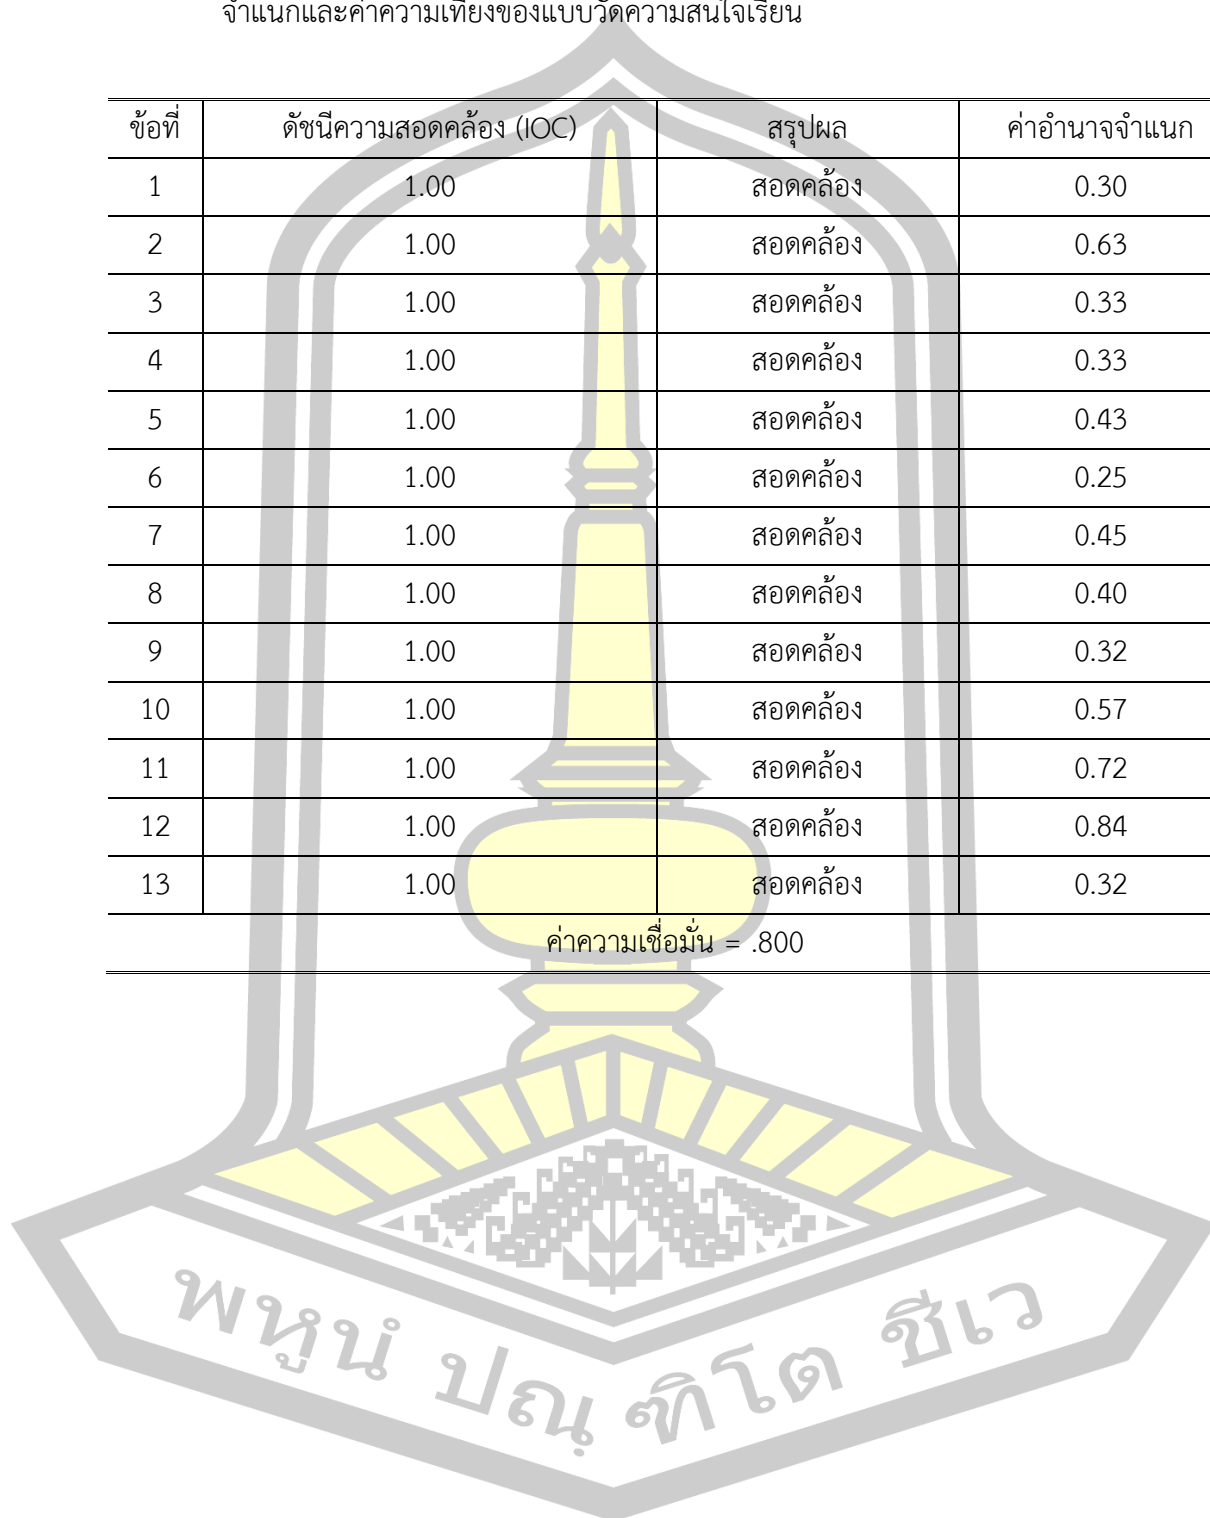 จำแนกและค่าความเที่ยงของแบบวัดความสนใจเรียน
ข้อที่ ดัชนีความสอดคล้อง (IOC) สรุปผล ค่าอำนาจจำแนก
1 1.00 สอดคล้อง 0.30
2 1.00 สอดคล้อง 0.63
3 1.00 สอดคล้อง 0.33
4 1.00 สอดคล้อง 0.33
5 1.00 สอดคล้อง 0.43
6 1.00 สอดคล้อง 0.25
7 1.00 สอดคล้อง 0.45
8 1.00 สอดคล้อง 0.40
9 1.00 สอดคล้อง 0.32
10 1.00 สอดคล้อง 0.57
11 1.00 สอดคล้อง 0.72
12 1.00 สอดคล้อง 0.84
13 1.00 สอดคล้อง 0.32
ค่าความเชื่อมั่น = .800
พหูนํ ปณฺ ฑิโต ชีเว